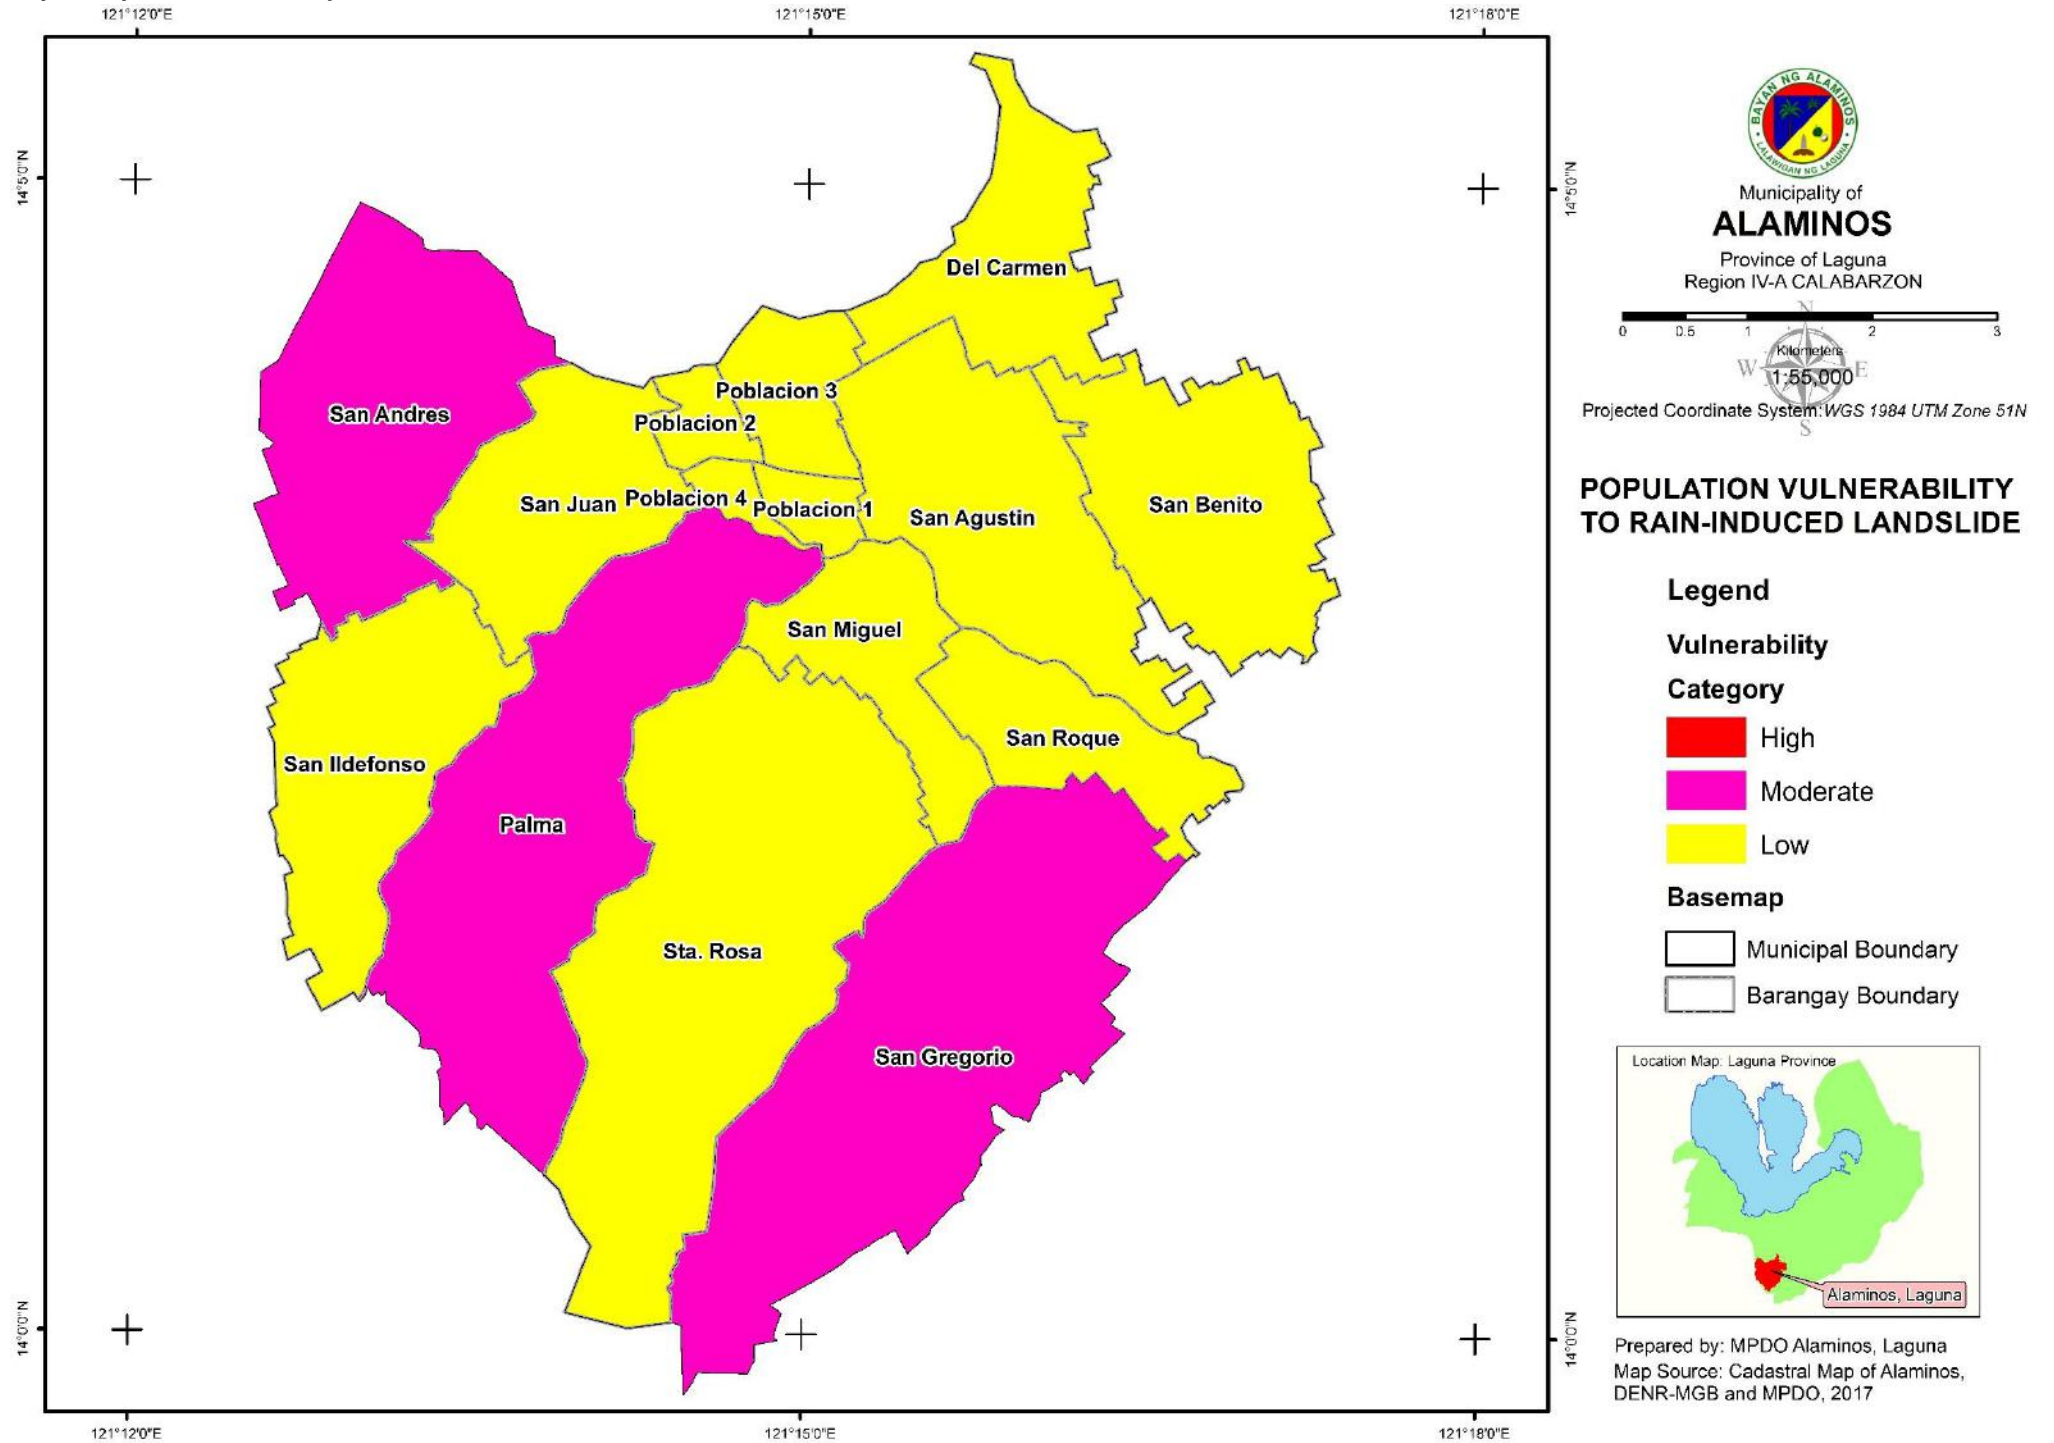 121°12'0"E
121°15'0"E
121°18'0"E
14°5'0"N
14°5'0"N
Del Carmen
San Andres
Poblacion 3
Poblacion 2
San Juan
Poblacion 4
Poblacion 1
San Agustin
San Benito
San Miguel
San Roque
San Ildefonso
Palma
Sta. Rosa
San Gregorio
14°0'0"N
14°0'0"N
121°12'0"E
121°15'0"E
121°18'0"E
BAYAN NG ALAMINOS
LALAWIGAN NG LAGUNA
Municipality of
ALAMINOS
Province of Laguna
Region IV-A CALABARZON
N
0 0.5 1 2 3
Kilometers
W E
1:55,000
Projected Coordinate System: WGS 1984 UTM Zone 51N
S
POPULATION VULNERABILITY
TO RAIN-INDUCED LANDSLIDE
Legend
Vulnerability
Category
High
Moderate
Low
Basemap
Municipal Boundary
Barangay Boundary
Location Map: Laguna Province
Alaminos, Laguna
Prepared by: MPDO Alaminos, Laguna
Map Source: Cadastral Map of Alaminos,
DENR-MGB and MPDO, 2017